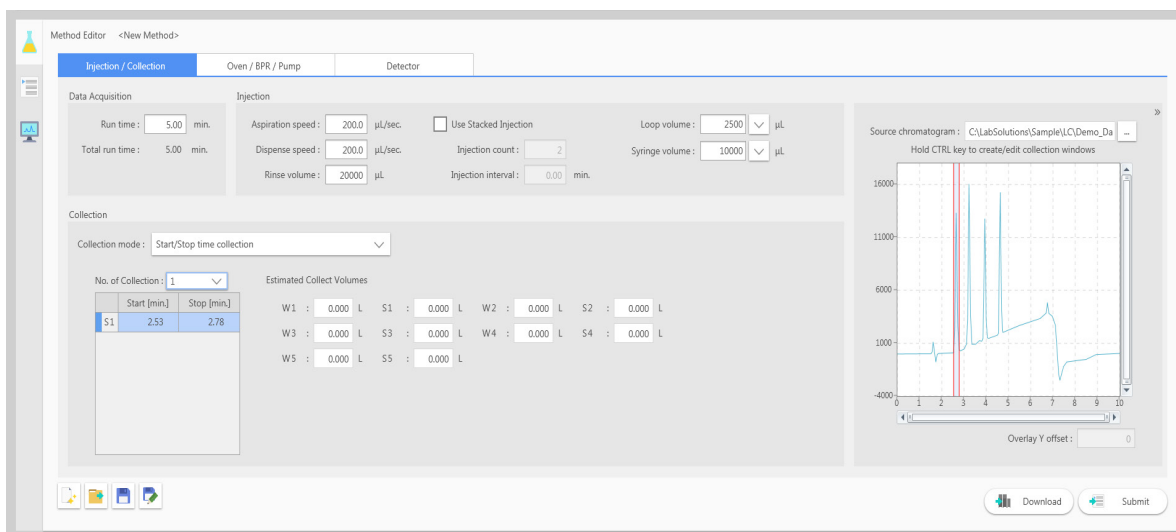 Method Editor <New Method>
Injection / Collection Oven / BPR / Pump Detector
Data Acquisition
Run time : 5.00 min.
Total run time : 5.00 min.
Injection
Aspiration speed : 200.0 µL/sec.
Dispense speed : 200.0 µL/sec.
Rinse volume : 20000 µL
Use Stacked Injection
Injection count : 2
Injection interval : 0.00 min.
Loop volume : 2500 µL
Syringe volume : 10000 µL
Collection
Collection mode : Start/Stop time collection
No. of Collection : 1
Start [min.] Stop [min.]
S1 2.53 2.78
Estimated Collect Volumes
W1 : 0.000 L S1 : 0.000 L W2 : 0.000 L S2 : 0.000 L
W3 : 0.000 L S3 : 0.000 L W4 : 0.000 L S4 : 0.000 L
W5 : 0.000 L S5 : 0.000 L
»
Source chromatogram : C:\LabSolutions\Sample\LC\Demo_Da ...
Hold CTRL key to create/edit collection windows
16000
11000
6000
1000
-4000
0 1 2 3 4 5 6 7 8 9 10
Overlay Y offset : 0
Download Submit